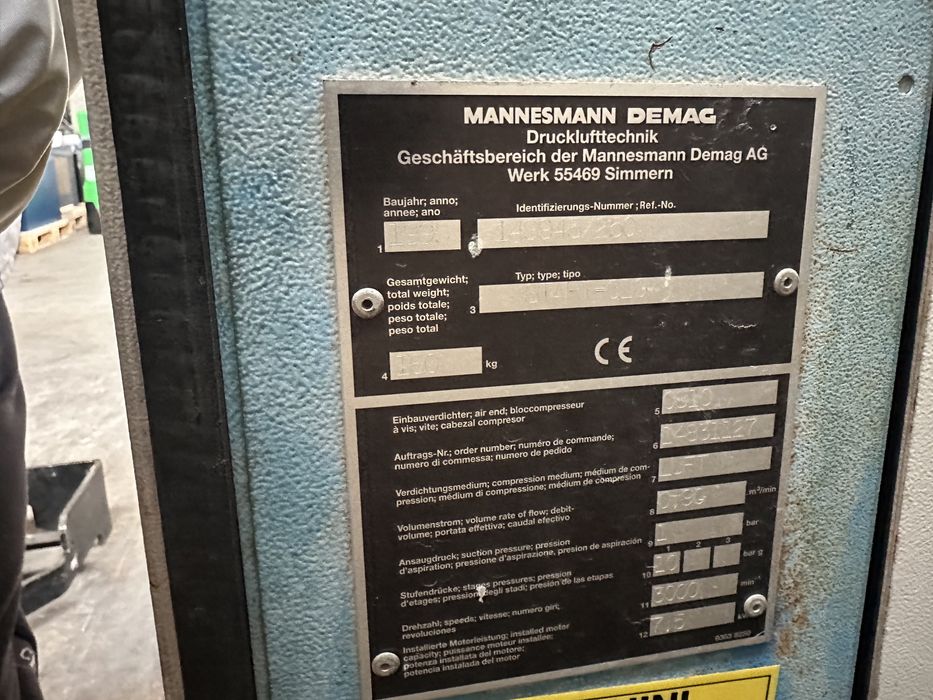 MANNESMANN DEMAG
Drucklufttechnik
Geschäftsbereich der Mannesmann Demag AG
Werk 55469 Simmern
Baujahr; anno;
annee; ano
1
Identifizierungs-Nummer ; Ref.-No.
2
Gesamtgewicht;
total weight;
poids totale;
peso totale;
peso total
Typ; type; tipo
3
4
kg
CE
Einbauverdichter; air end; bloccompresseur
à vis; vite; cabezal compresor
5
Auftrags-Nr.; order number; numéro de commande;
numero di commessa; numero de pedido
6
Verdichtungsmedium; compression medium; médium de com-
pression; médium di compressione; médium de compresión
7
Volumenstrom; volume rate of flow; debit-
volume; portata effettiva; caudal efectivo
8
m³/min
Ansaugdruck; suction pressure; pression
d'aspiration; pressione d'aspirazione, presion de aspiración
9
1
bar
Stufendrücke; stages pressures; pression
d'etages; pressioni degli stadi; presión de las etapas
1 2 3
10
10
bar g
Drehzahl; speeds; vitesse; numero giri;
revoluciones
11
3000
min
Installierte Motorleistung; installed motor
capacity; puissance moteur installee;
potenza installata del motore;
potencia instalada del motor
12
7,5